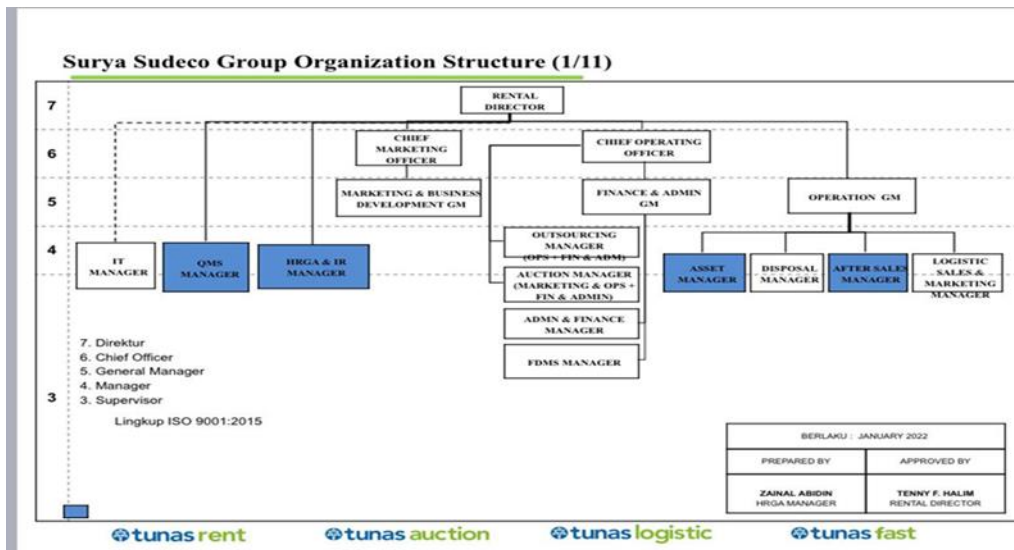 Surya Sudeco Group Organization Structure (1/11)
7
RENTAL
DIRECTOR
6
CHIEF
MARKETING
OFFICER
CHIEF OPERATING
OFFICER
5
MARKETING & BUSINESS
DEVELOPMENT GM
FINANCE & ADMIN
GM
OPERATION GM
4
IT
MANAGER
QMS
MANAGER
HRGA & IR MANAGER
OUTSOURCING
MANAGER
(OPS + FIN & ADM)
AUCTION MANAGER
(MARKETING & OPS +
FIN & ADMIN)
ADMN & FINANCE
MANAGER
FDMS MANAGER
ASSET
MANAGER
DISPOSAL
MANAGER
AFTER SALES
MANAGER
LOGISTIC
SALES &
MARKETING
MANAGER
7. Direktur
6. Chief Officer
5. General Manager
4. Manager
3. Supervisor
3
Lingkup ISO 9001:2015
BERLAKU : JANUARY 2022
PREPARED BY
APPROVED BY
ZAINAL ABIDIN
HRGA MANAGER
TENNY F. HALIM
RENTAL DIRECTOR
tunas rent
tunas auction
tunas logistic
tunas fast